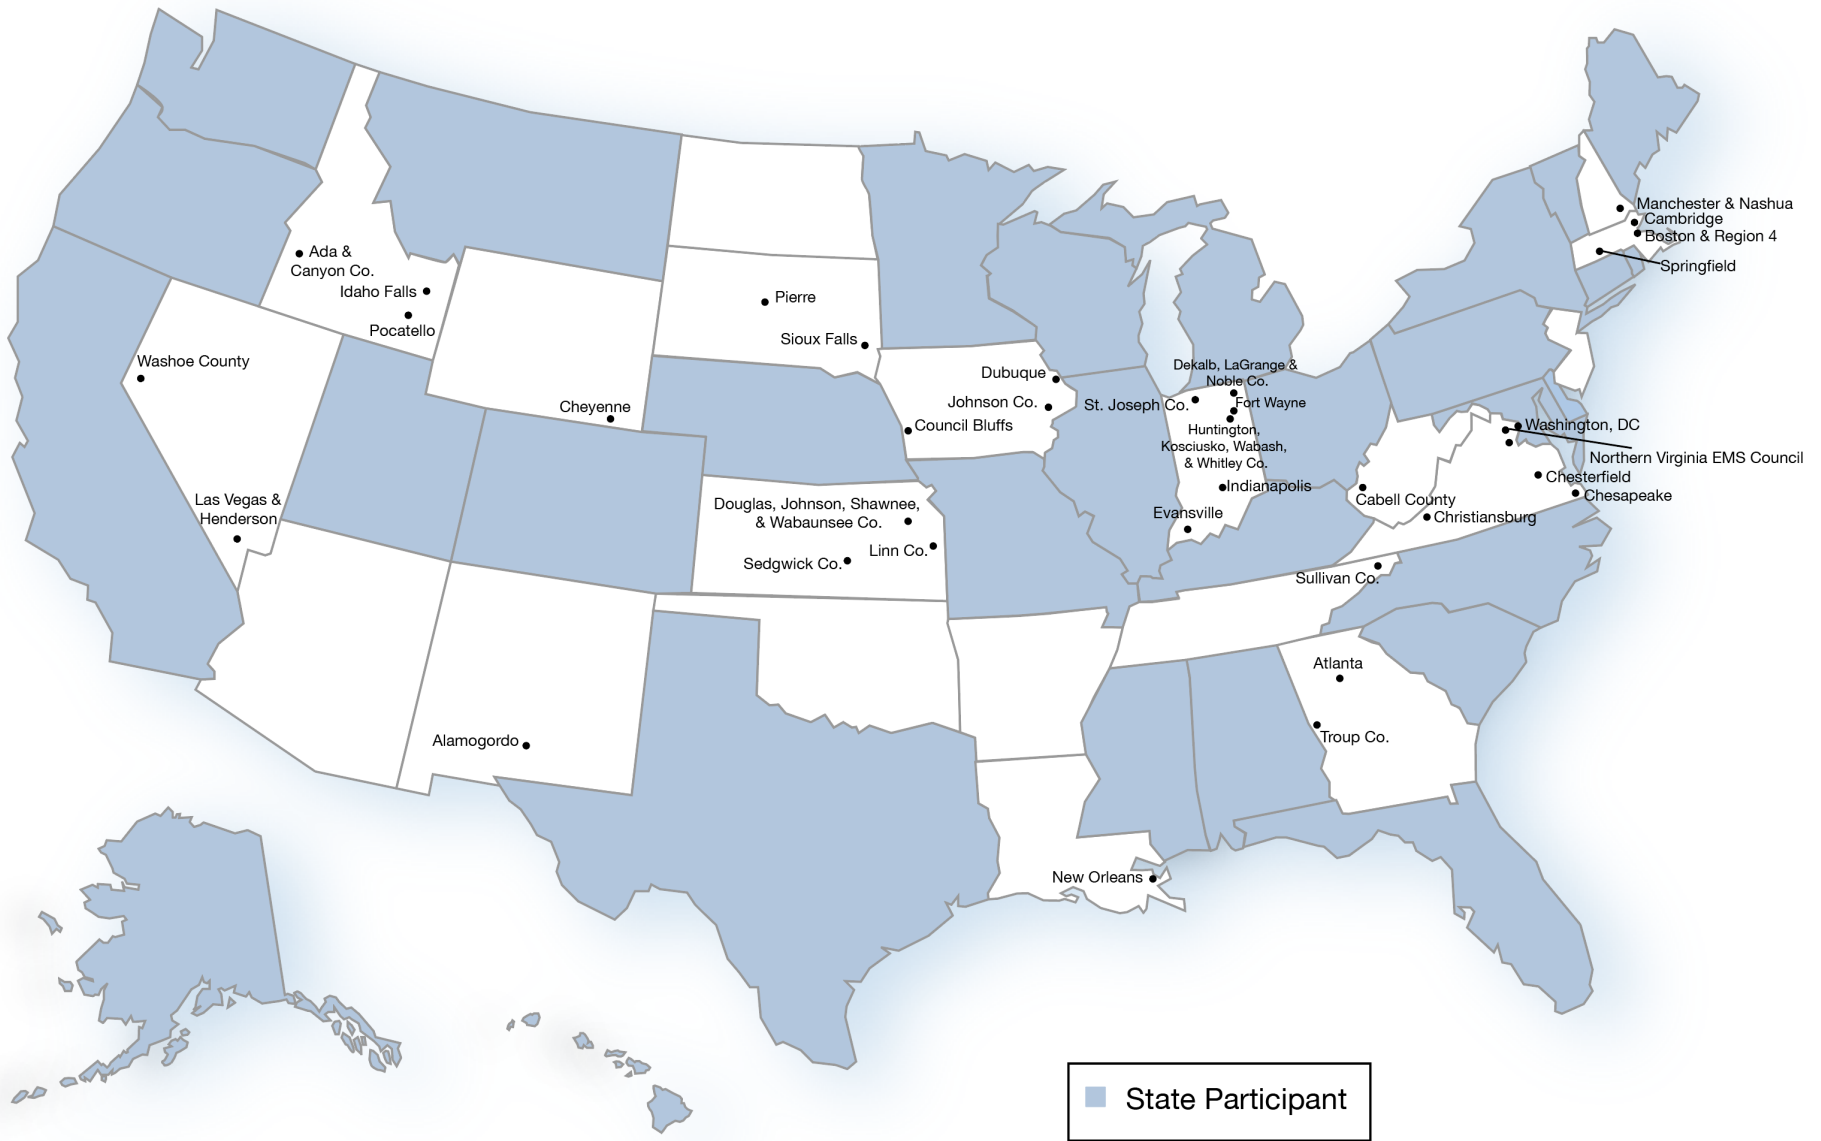 Manchester & Nashua
Cambridge
Boston & Region 4
Springfield
Ada &
Canyon Co.
Idaho Falls
Pocatello
Pierre
Sioux Falls
Washoe County
Cheyenne
Dubuque
Johnson Co.
Council Bluffs
Dekalb, LaGrange &
Noble Co.
St. Joseph Co.
Fort Wayne
Huntington,
Kosciusko, Wabash,
& Whitley Co.
Indianapolis
Evansville
Washington, DC
Northern Virginia EMS Council
Chesterfield
Chesapeake
Cabell County
Christiansburg
Las Vegas &
Henderson
Douglas, Johnson, Shawnee,
& Wabaunsee Co.
Linn Co.
Sedgwick Co.
Sullivan Co.
Atlanta
Troup Co.
Alamogordo
New Orleans
State Participant